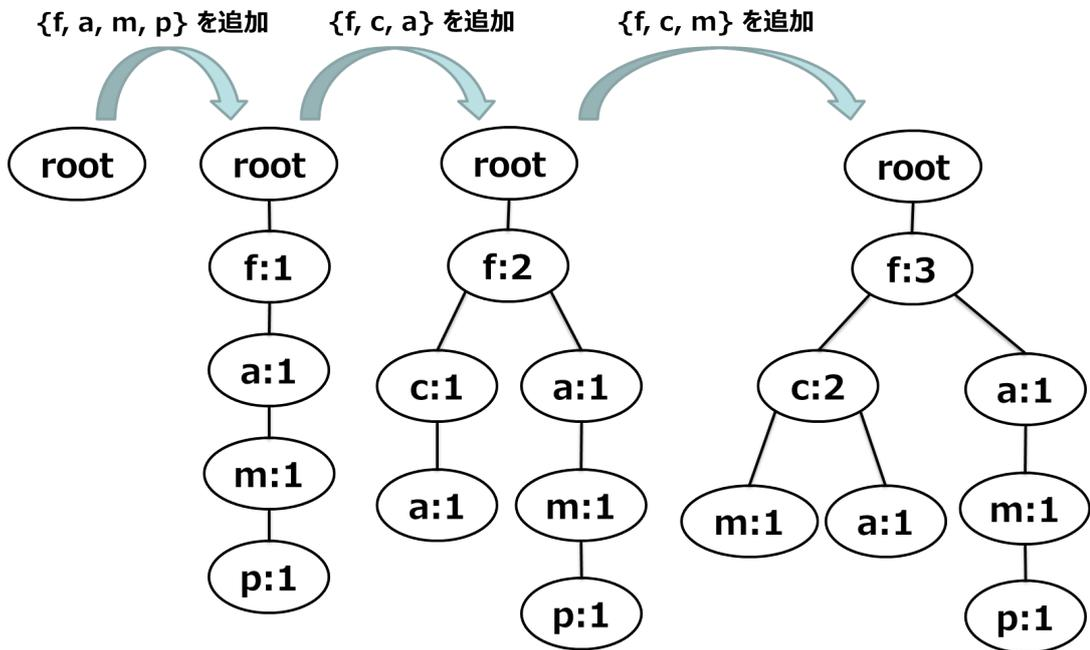 {f, a, m, p} を追加
{f, c, a} を追加
{f, c, m} を追加
root
root
f:1
a:1
m:1
p:1
root
f:2
c:1
a:1
a:1
m:1
p:1
root
f:3
c:2
m:1
a:1
a:1
m:1
p:1